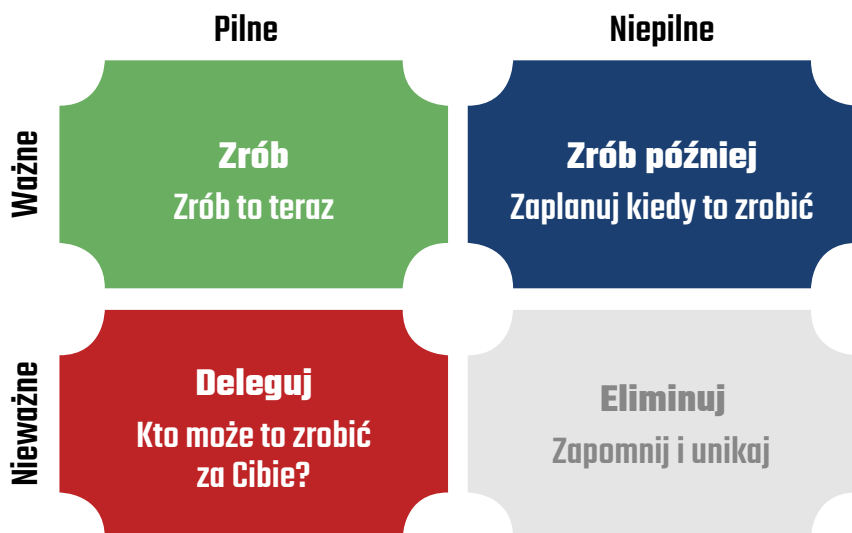 Pilne
Niepilne
Ważne
Zrób
Zrób to teraz
Zrób później
Zaplanuj kiedy to zrobić
Nieważne
Deleguj
Kto może to zrobić
za Cibie?
Eliminuj
Zapomnij i unikaj